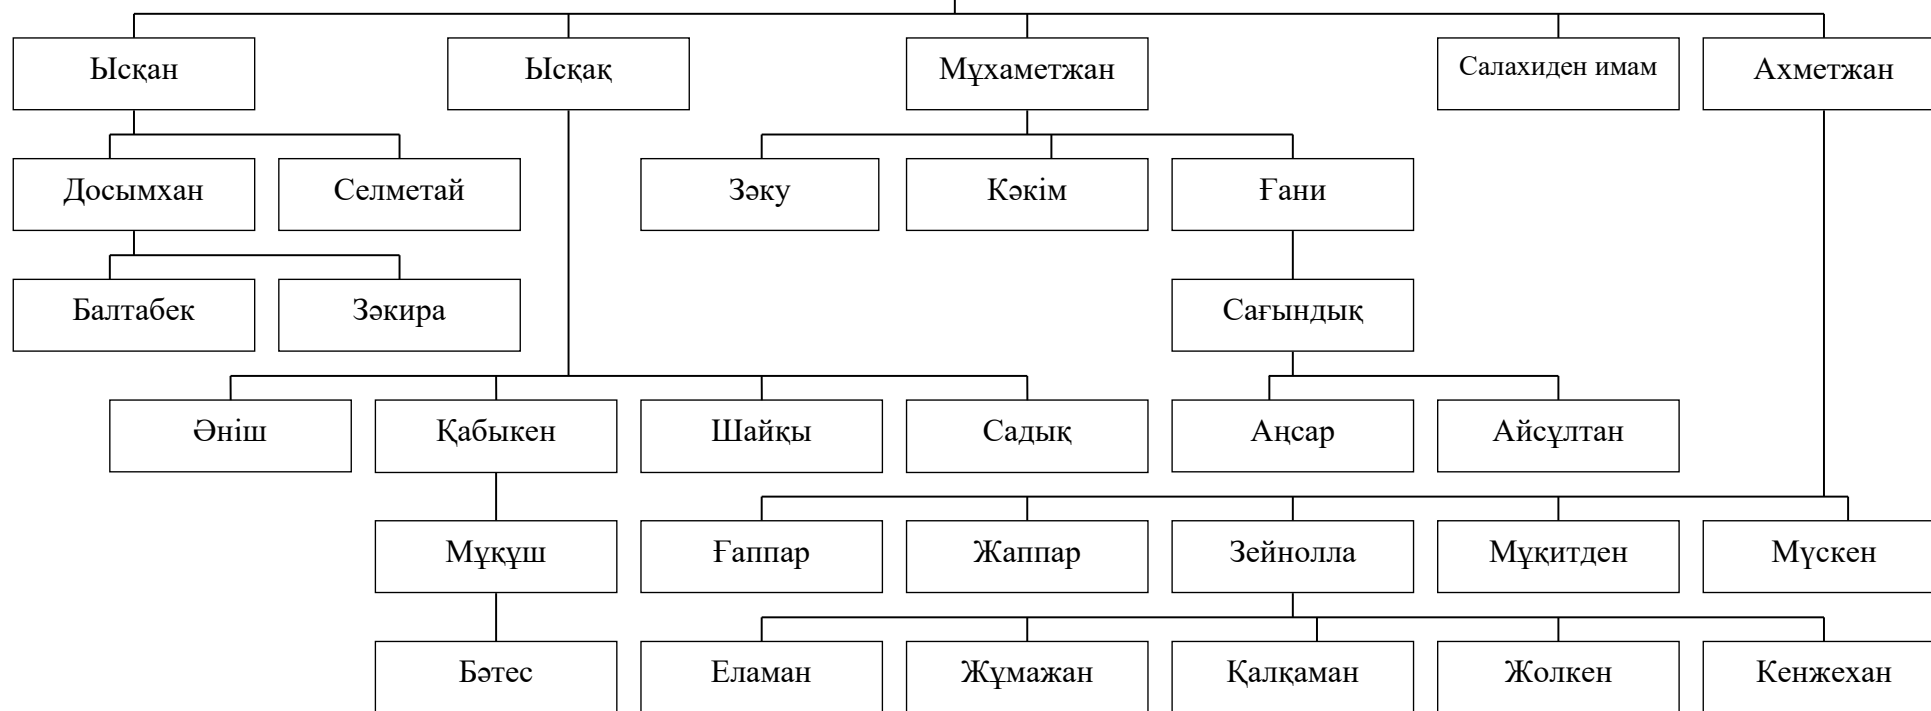 Ысқан
Ысқақ
Мұхаметжан
Салахиден имам
Ахметжан
Досымхан
Селметай
Зәку
Кәкім
Ғани
Балтабек
Зәкира
Сағындық
Әніш
Қабыкен
Шайқы
Садық
Аңсар
Айсұлтан
Мұқұш
Ғаппар
Жаппар
Зейнолла
Мұқитден
Мүскен
Бәтес
Еламан
Жұмажан
Қалқаман
Жолкен
Кенжехан